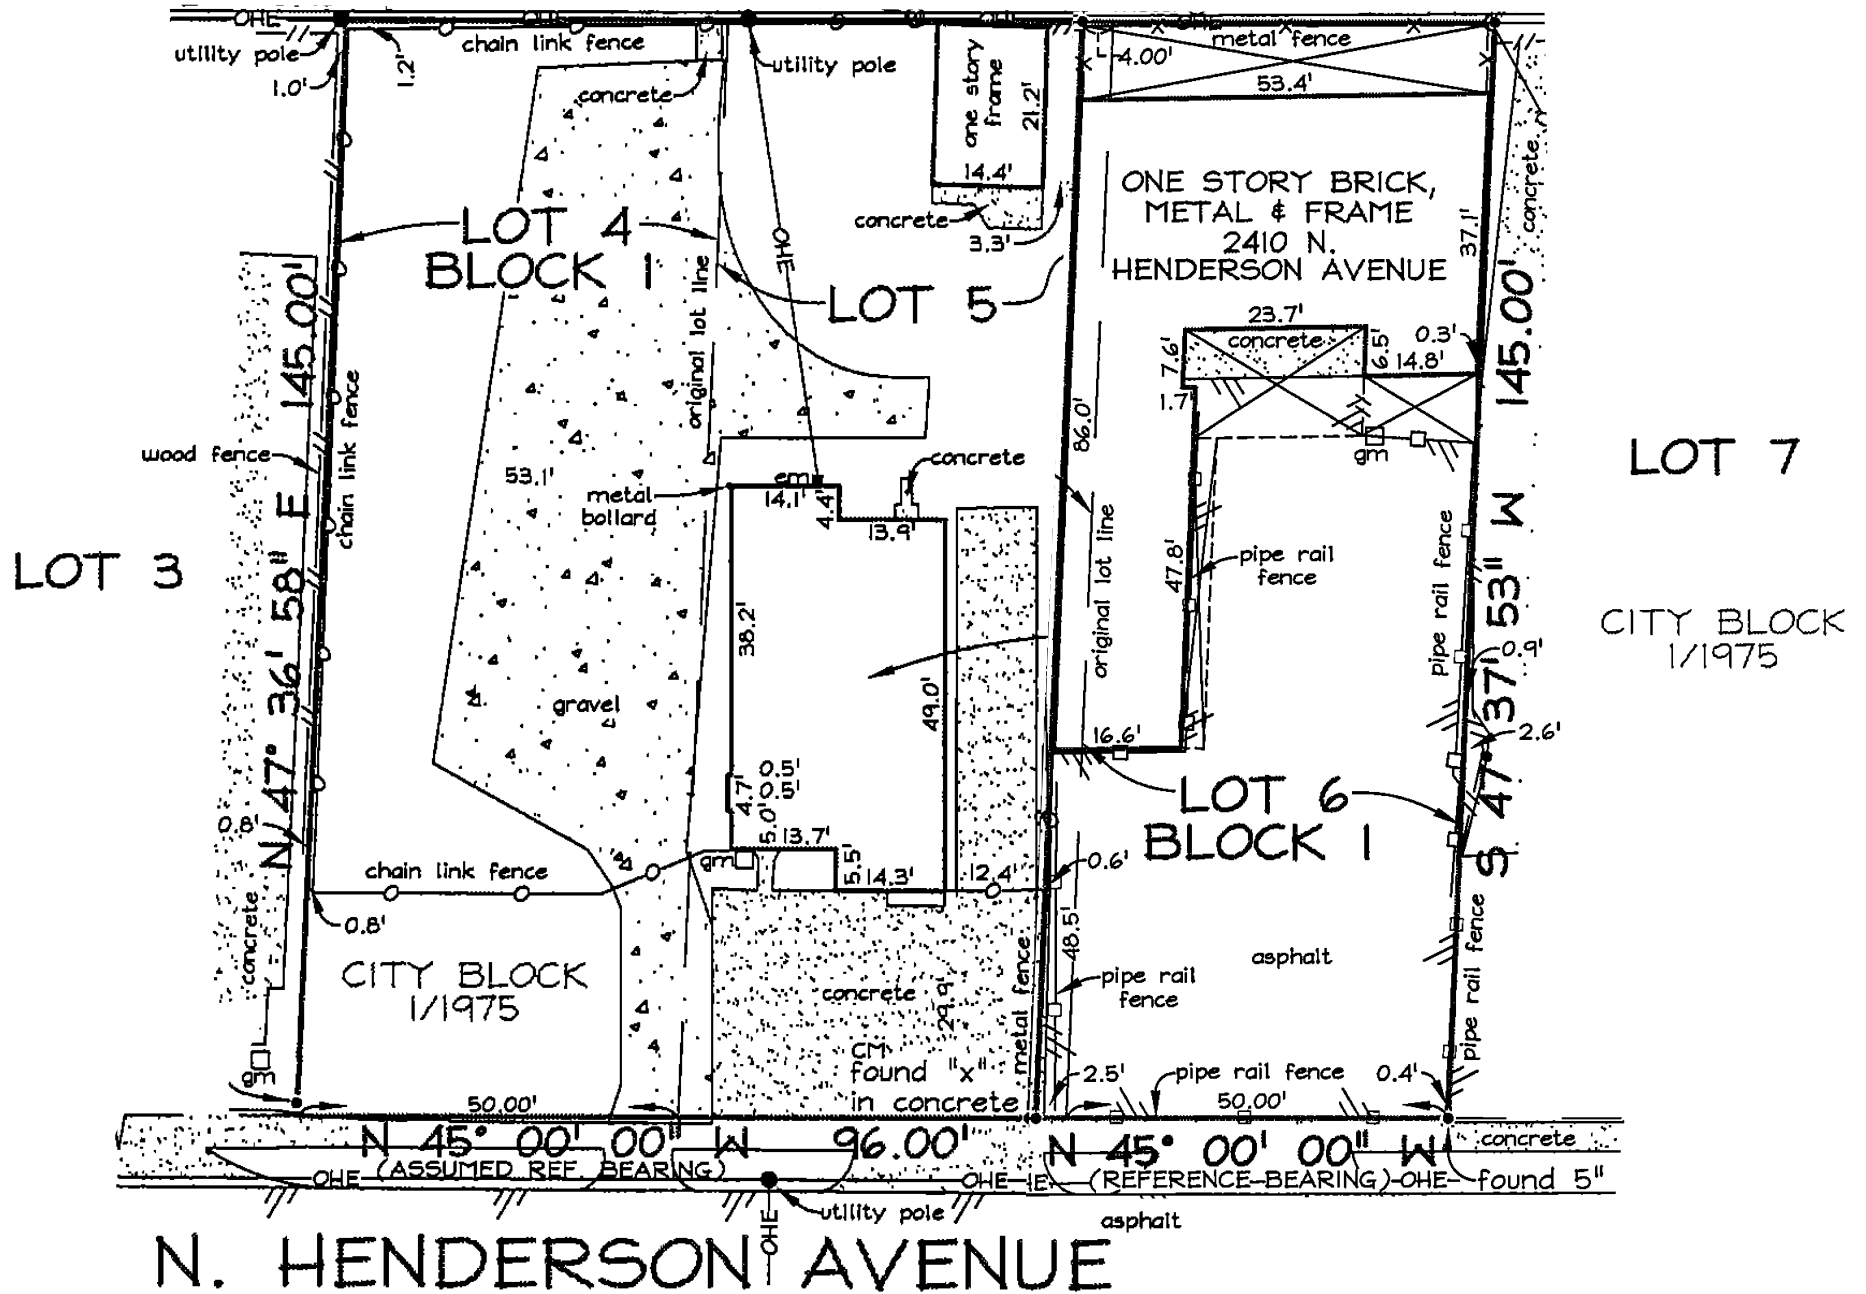 OHE
OHE
OHE
OHE
utility pole
chain link fence
utility pole
metal fence
4.00'
53.4'
1.0'
1.2'
concrete
one story
frame
21.2'
14.4'
concrete
3.3'
concrete
ONE STORY BRICK,
METAL & FRAME
2410 N.
HENDERSON AVENUE
37.1'
LOT 4
BLOCK 1
OHE
LOT 5
original lot line
23.7'
concrete
7.6'
6.5'
0.3'
14.8'
1.7'
86.0'
gm
N 47° 36' 58" E 145.00'
S 47° 37' 53" W 145.00'
wood fence
chain link fence
53.1'
metal
bollard
em
14.1'
4.4'
13.9'
concrete
LOT 7
LOT 3
CITY BLOCK
1/1975
original lot line
47.8'
pipe rail
fence
pipe rail fence
0.9'
2.6'
38.2'
49.0'
gravel
16.6'
0.5'
0.5'
4.7'
5.0'
13.7'
5.5'
14.3'
12.4'
gm
0.8'
LOT 6
BLOCK 1
0.6'
chain link fence
0.8'
concrete
CITY BLOCK
1/1975
concrete
29.9'
metal fence
48.5'
pipe rail
fence
asphalt
pipe rail fence
CM
found "x"
in concrete
gm
2.5'
pipe rail fence
0.4'
50.00'
50.00'
N 45° 00' 00" W 96.00'
(ASSUMED REF. BEARING)
N 45° 00' 00" W
(REFERENCE BEARING)
concrete
found 5"
OHE
OHE
OHE
utility pole
OHE
asphalt
N. HENDERSON AVENUE